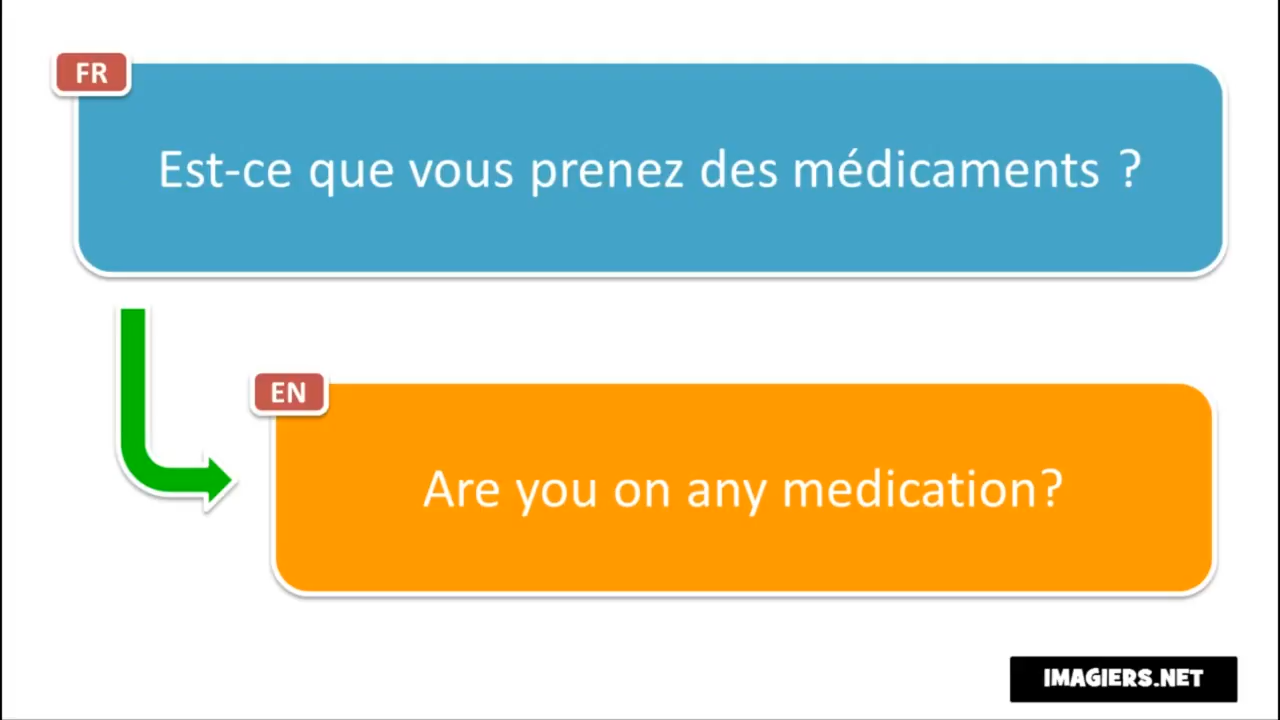 FR
Est-ce que vous prenez des médicaments ?
EN
Are you on any medication?
IMAGIERS.NET